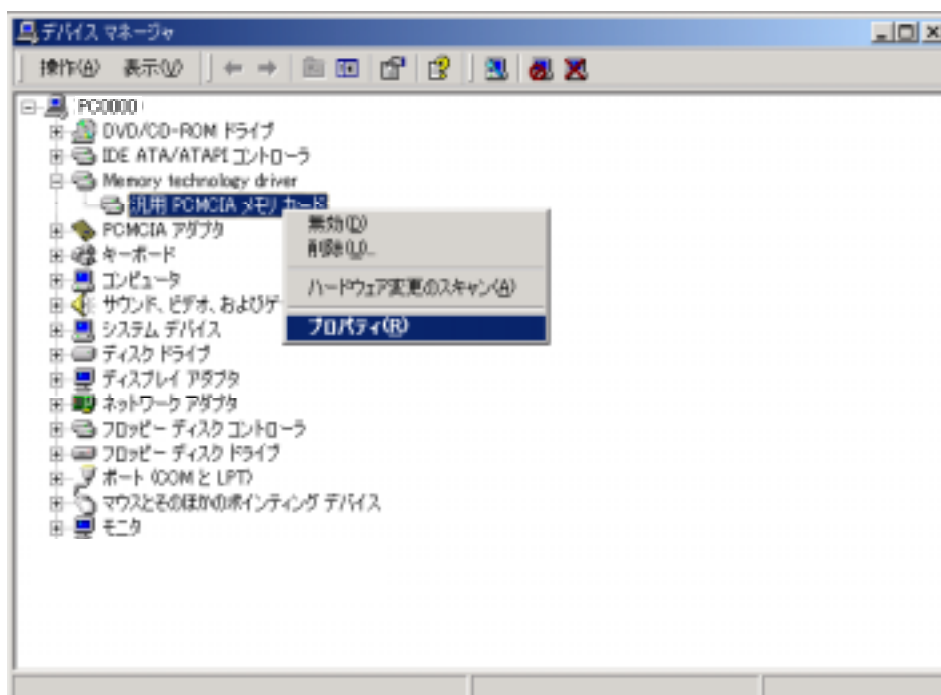 デバイス マネージャ
操作(A) 表示(V)
PC0000
DVD/CD-ROM ドライブ
IDE ATA/ATAPI コントローラ
Memory technology driver
汎用 PCMCIA メモリ カード
無効(D)
PCMCIA アダプタ
削除(U)...
キーボード
コンピュータ
ハードウェア変更のスキャン(A)
サウンド、ビデオ、およびゲ
システム デバイス
プロパティ(R)
ディスク ドライブ
ディスプレイ アダプタ
ネットワーク アダプタ
フロッピー ディスク コントローラ
フロッピー ディスク ドライブ
ポート (COM と LPT)
マウスとそのほかのポインティング デバイス
モニタ